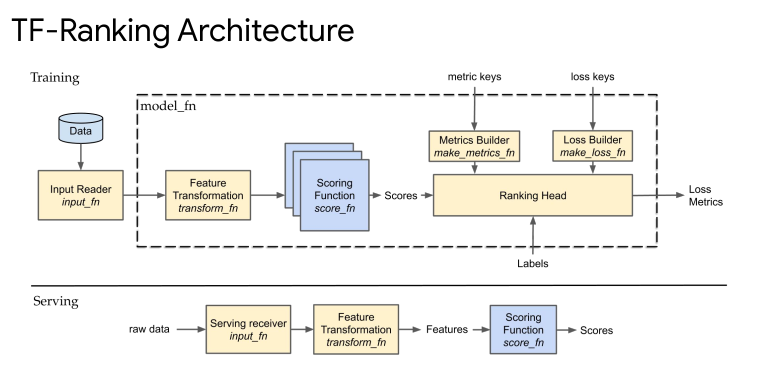 TF-Ranking Architecture
Training
metric keys
loss keys
model_fn
Data
Metrics Builder
make_metrics_fn
Loss Builder
make_loss_fn
Input Reader
input_fn
Feature
Transformation
transform_fn
Scoring
Function
score_fn
Scores
Ranking Head
Loss
Metrics
Labels
Serving
raw data
Serving receiver
input_fn
Feature
Transformation
transform_fn
Features
Scoring
Function
score_fn
Scores